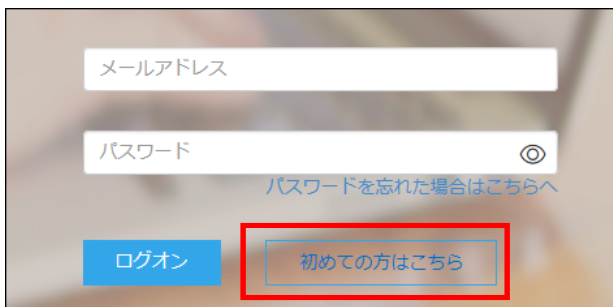 メールアドレス
パスワード
パスワードを忘れた場合はこちらへ
ログオン 初めての方はこちら